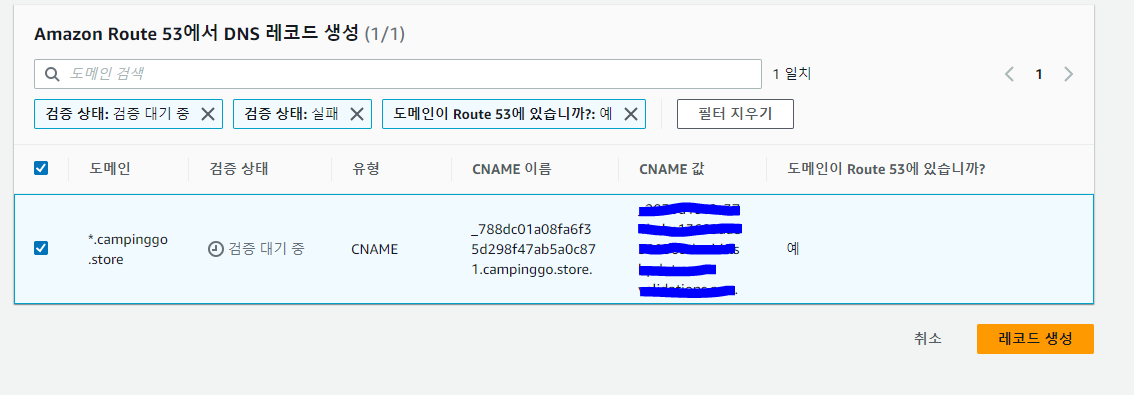 Amazon Route 53에서 DNS 레코드 생성 (1/1)
도메인 검색
1 일치
1
검증 상태: 검증 대기 중
검증 상태: 실패
도메인이 Route 53에 있습니까?: 예
필터 지우기
도메인
검증 상태
유형
CNAME 이름
CNAME 값
도메인이 Route 53에 있습니까?
*.campinggo
.store
검증 대기 중
CNAME
_788dc01a08fa6f3
5d298f47ab5a0c87
1.campinggo.store.
예
취소
레코드 생성